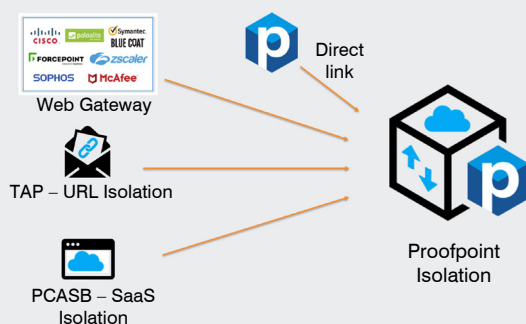 CISCO
paloalto
Symantec
BLUE COAT
FORCEPOINT
zscaler
SOPHOS
McAfee
Web Gateway
p
Direct
link
TAP – URL Isolation
PCASB – SaaS
Isolation
p
Proofpoint
Isolation